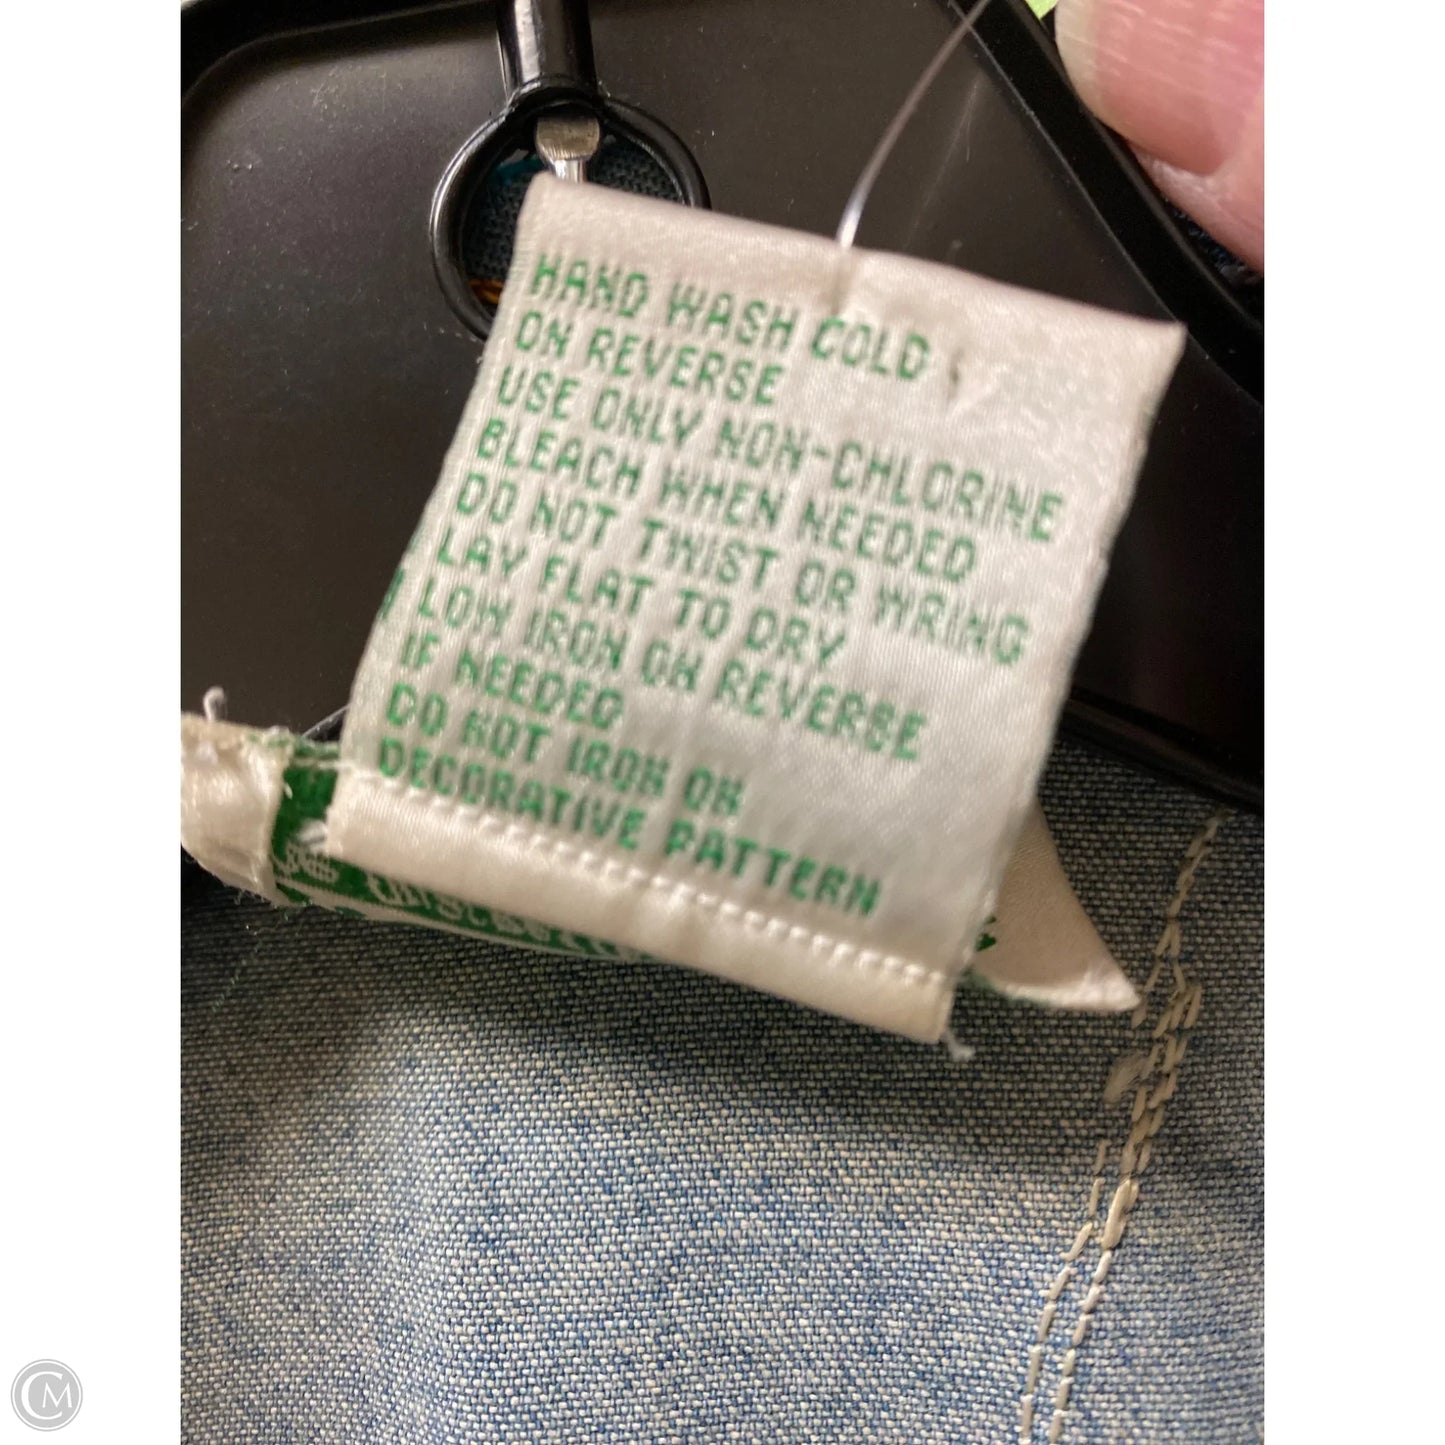 HAND WASH COLD
ON REVERSE
USE ONLY NON-CHLORINE
BLEACH WHEN NEEDED
DO NOT TWIST OR WRING
LAY FLAT TO DRY
LOW IRON ON REVERSE
IF NEEDED
DO NOT IRON ON
DECORATIVE PATTERN
CM